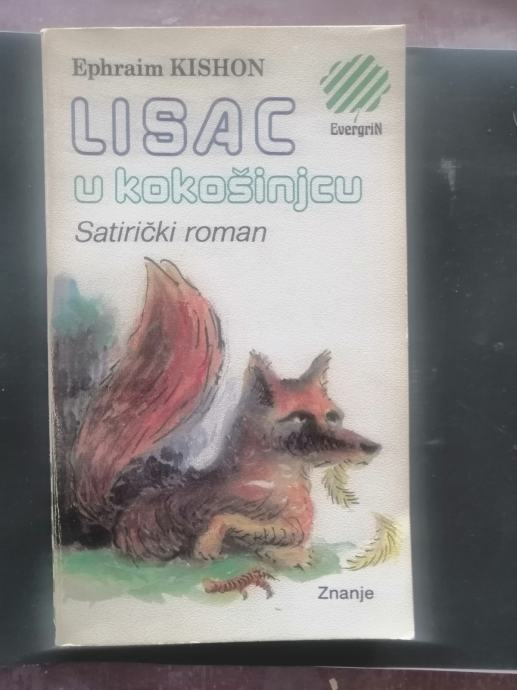 Ephraim KISHON
LISAC
u kokošinjcu
Satirički roman
EvergriN
Znanje